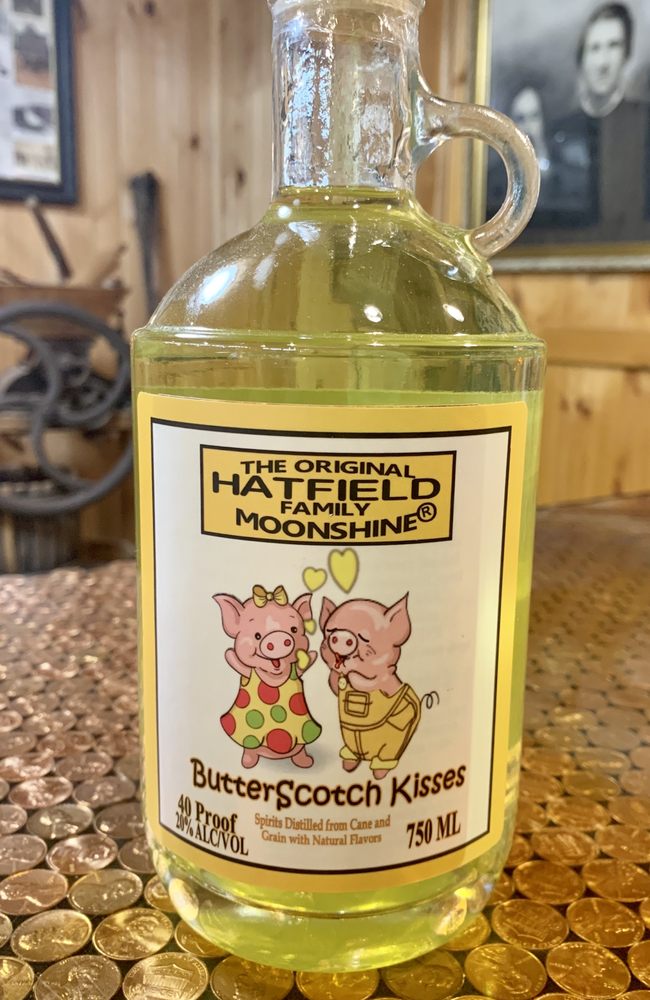 THE ORIGINAL
HATFIELD
FAMILY
MOONSHINE®
ButterScotch Kisses
40 Proof
20% ALC/VOL
Spirits Distilled from Cane and
Grain with Natural Flavors
750 ML